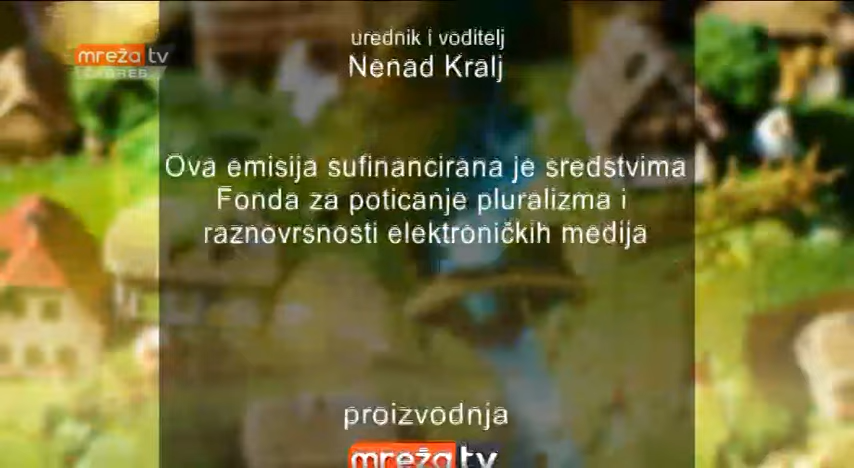 mreža tv
ZAGREB
urednik i voditelj
Nenad Kralj
Ova emisija sufinancirana je sredstvima
Fonda za poticanje pluralizma i
raznovrsnosti elektroničkih medija
proizvodnja
mreža tv